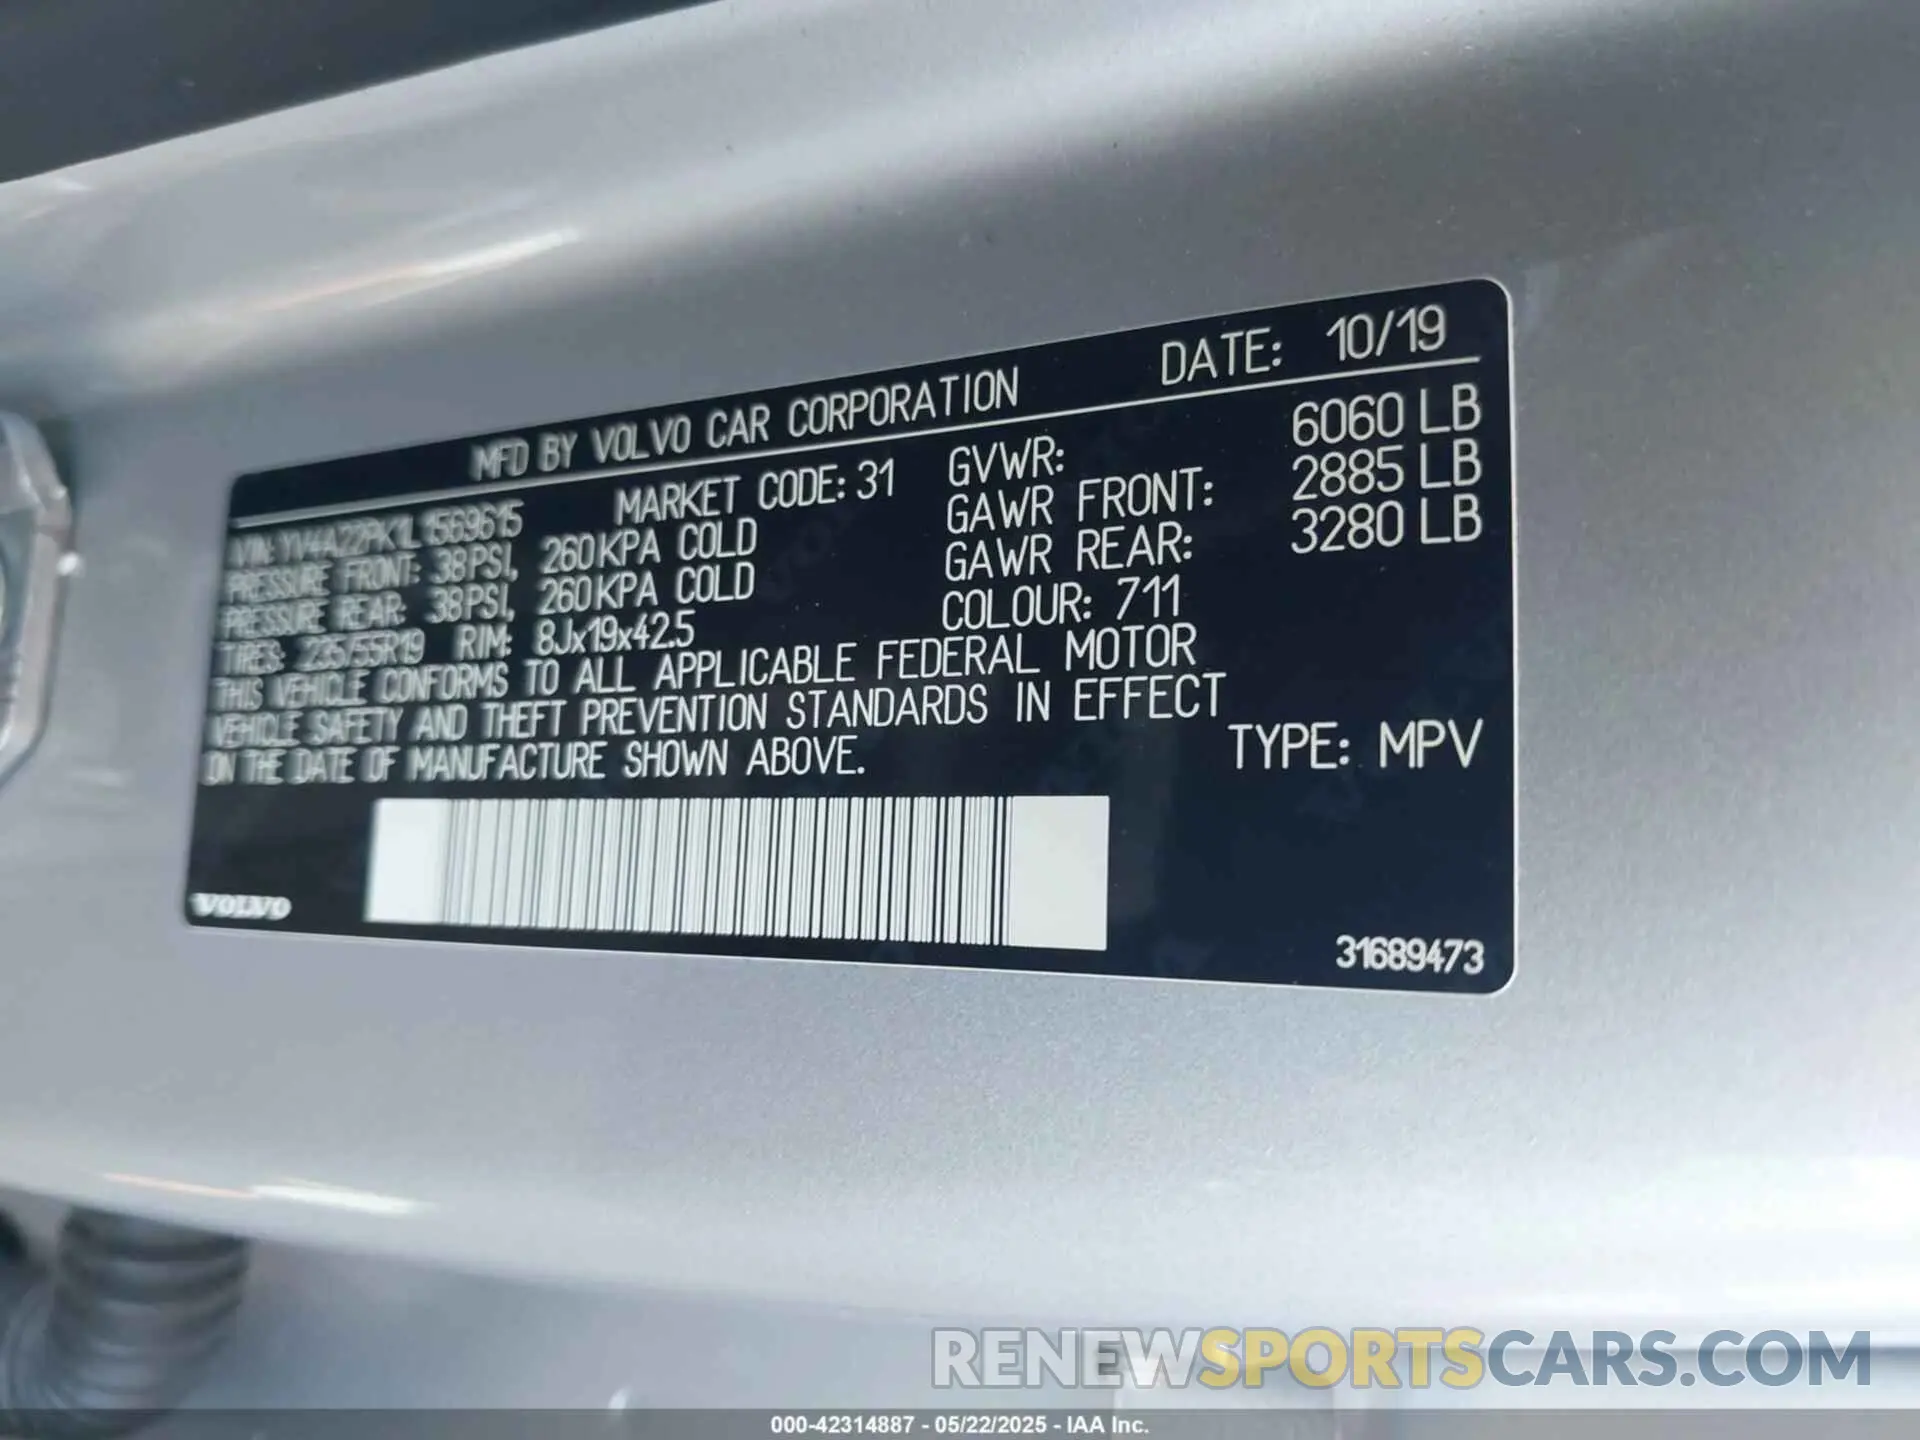 MFD BY VOLVO CAR CORPORATION DATE: 10/19
VIN: YV4A22PK1L1569615 MARKET CODE: 31 GVWR: 6060 LB
PRESSURE FRONT: 38PSI, 260KPA COLD GAWR FRONT: 2885 LB
PRESSURE REAR: 38PSI, 260KPA COLD GAWR REAR: 3280 LB
TIRES: 235/55R19 RIM: 8Jx19x42.5 COLOUR: 711
THIS VEHICLE CONFORMS TO ALL APPLICABLE FEDERAL MOTOR
VEHICLE SAFETY AND THEFT PREVENTION STANDARDS IN EFFECT
ON THE DATE OF MANUFACTURE SHOWN ABOVE. TYPE: MPV
VOLVO
31689473
RENEWSPORTSCARS.COM
000-42314887 - 05/22/2025 - IAA Inc.